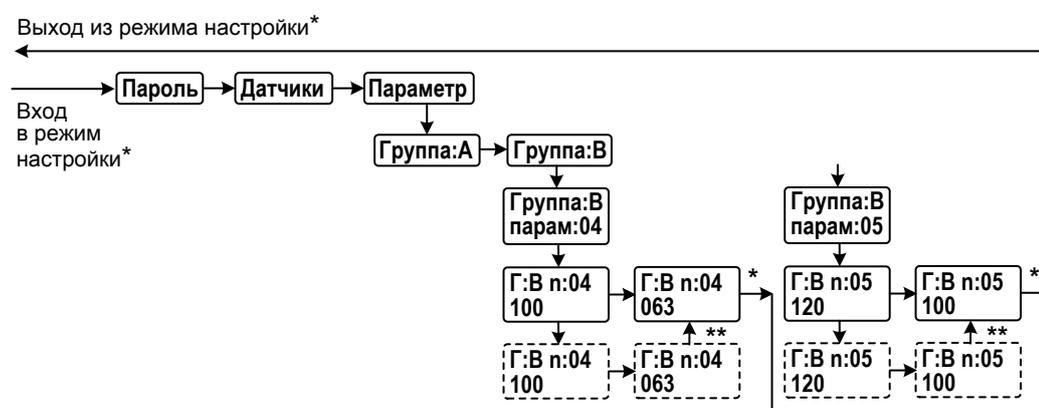 Выход из режима настройки*
Пароль
Датчики
Параметр
Вход
в режим
настройки*
Группа:А
Группа:В
Группа:В
парам:04
Группа:В
парам:05
Г:В п:04
100
Г:В п:04
063
*
Г:В п:05
120
Г:В п:05
100
*
**
**
Г:В п:04
100
Г:В п:04
063
Г:В п:05
120
Г:В п:05
100